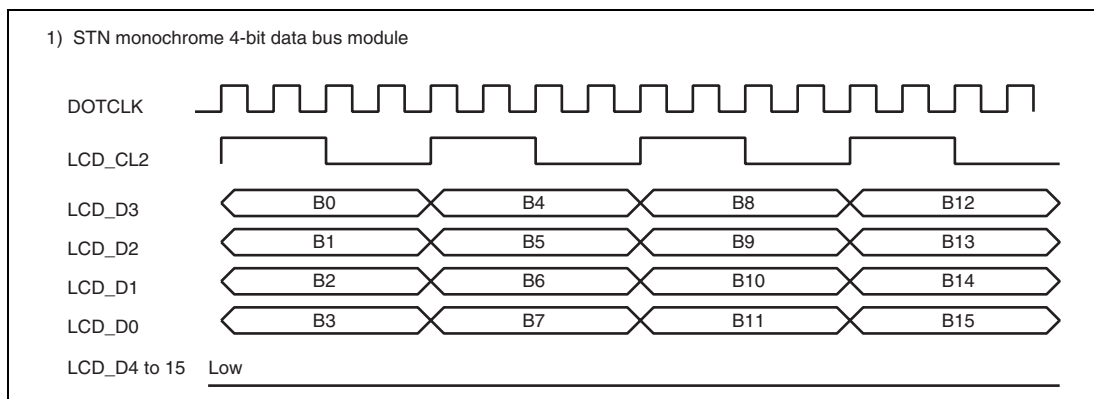 1) STN monochrome 4-bit data bus module
DOTCLK
LCD_CL2
LCD_D3 B0 B4 B8 B12
LCD_D2 B1 B5 B9 B13
LCD_D1 B2 B6 B10 B14
LCD_D0 B3 B7 B11 B15
LCD_D4 to 15 Low